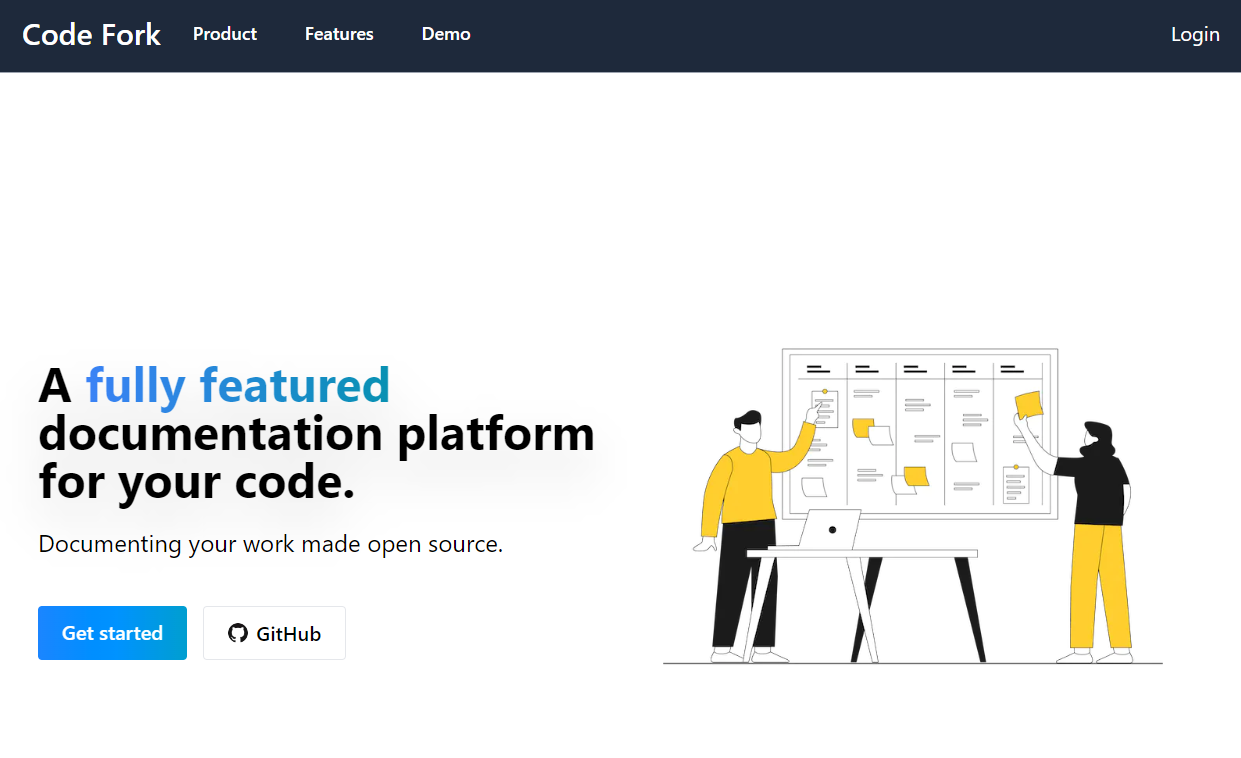 Code Fork Product Features Demo Login
A fully featured
documentation platform
for your code.
Documenting your work made open source.
Get started GitHub